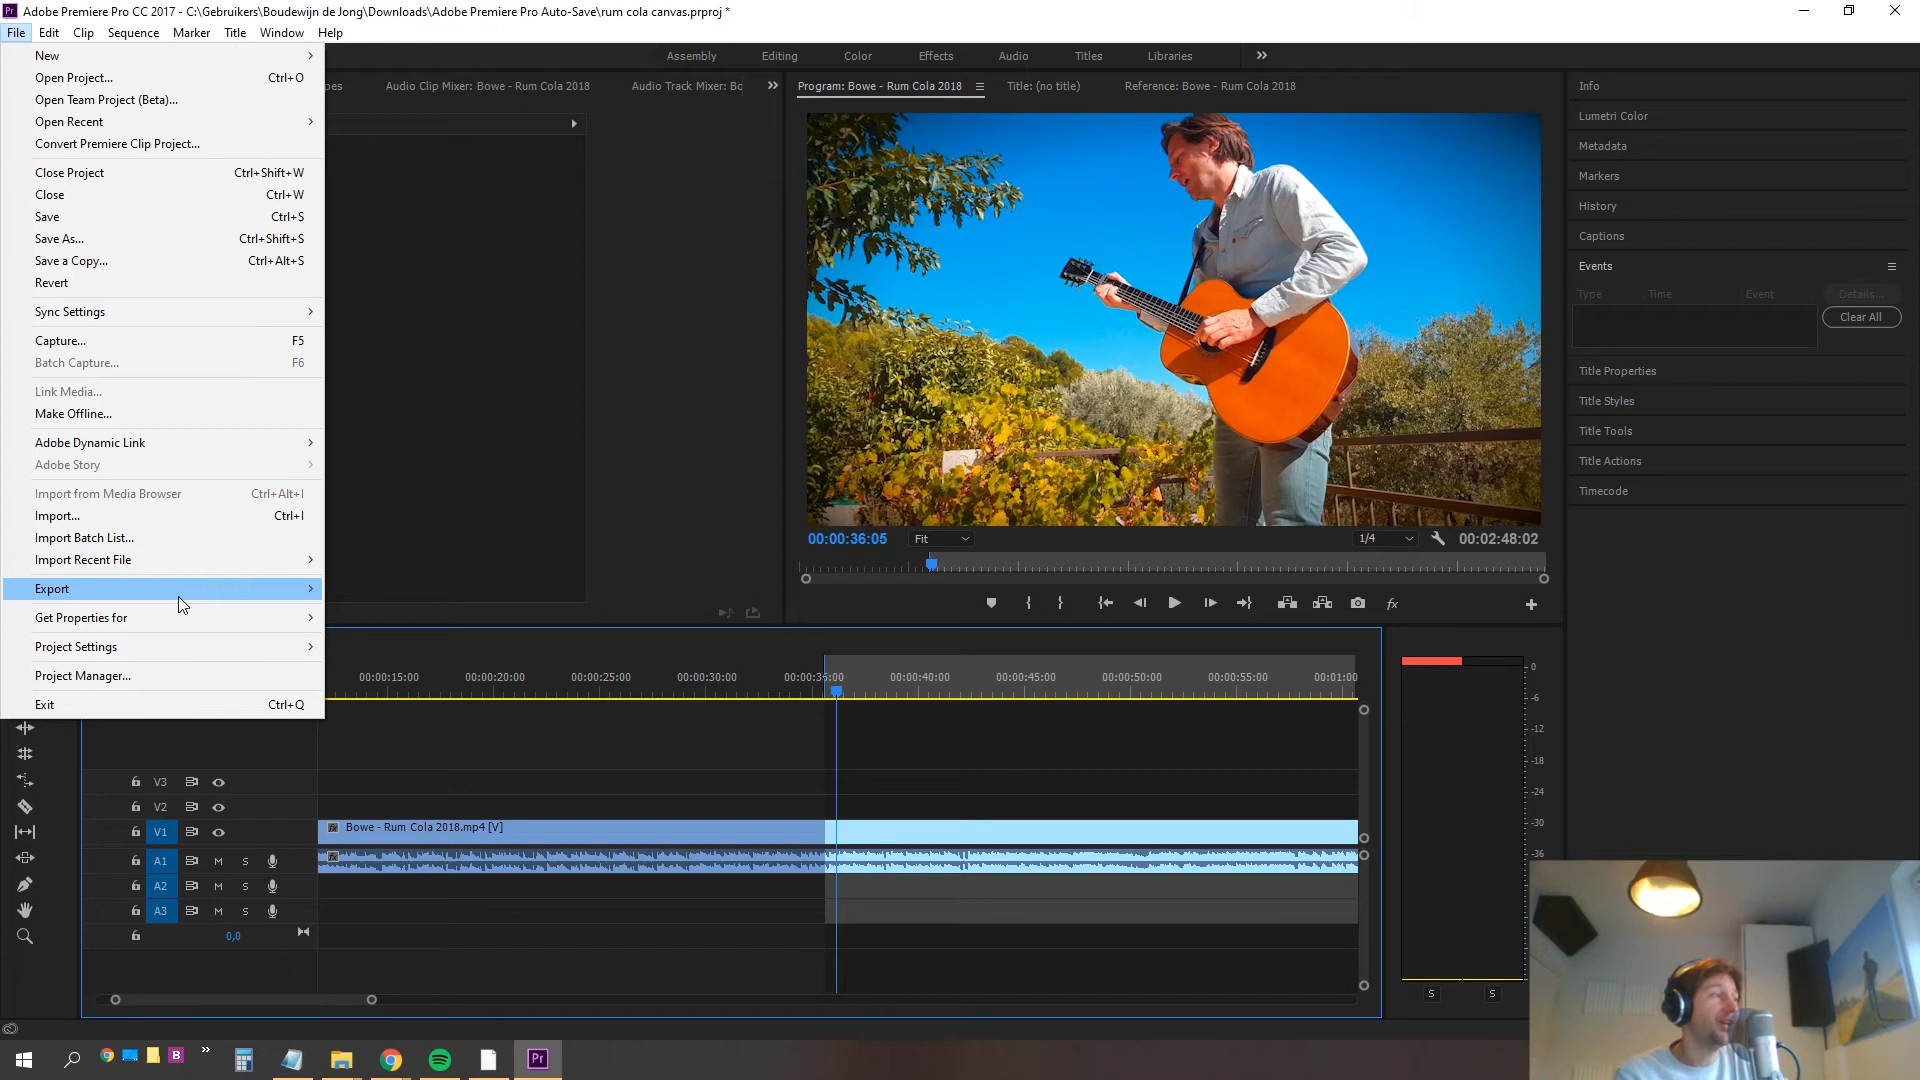 Adobe Premiere Pro CC 2017 - C:\Gebruikers\Boudewijn de Jong\Downloads\Adobe Premiere Pro Auto-Save\rum cola canvas.prproj *
File Edit Clip Sequence Marker Title Window Help
New
Open Project... Ctrl+O
Open Team Project (Beta)...
Open Recent
Convert Premiere Clip Project...
Close Project Ctrl+Shift+W
Close Ctrl+W
Save Ctrl+S
Save As... Ctrl+Shift+S
Save a Copy... Ctrl+Alt+S
Revert
Sync Settings
Capture... F5
Batch Capture... F6
Link Media...
Make Offline...
Adobe Dynamic Link
Adobe Story
Import from Media Browser Ctrl+Alt+I
Import... Ctrl+I
Import Batch List...
Import Recent File
Export
Get Properties for
Project Settings
Project Manager...
Exit Ctrl+Q
Assembly Editing Color Effects Audio Titles Libraries
pes Audio Clip Mixer: Bowe - Rum Cola 2018 Audio Track Mixer: Bo
Program: Bowe - Rum Cola 2018 Title: (no title) Reference: Bowe - Rum Cola 2018
00:00:36:05 Fit 1/4 00:02:48:02
Info
Lumetri Color
Metadata
Markers
History
Captions
Events
Type Time Event Details...
Clear All
Title Properties
Title Styles
Title Tools
Title Actions
Timecode
00:00:15:00 00:00:20:00 00:00:25:00 00:00:30:00 00:00:35:00 00:00:40:00 00:00:45:00 00:00:50:00 00:00:55:00 00:01:00
V3
V2
V1 fx Bowe - Rum Cola 2018.mp4 [V]
A1 M S fx
A2 M S
A3 M S
0,0
0
-6
-12
-18
-24
-30
-36
S S